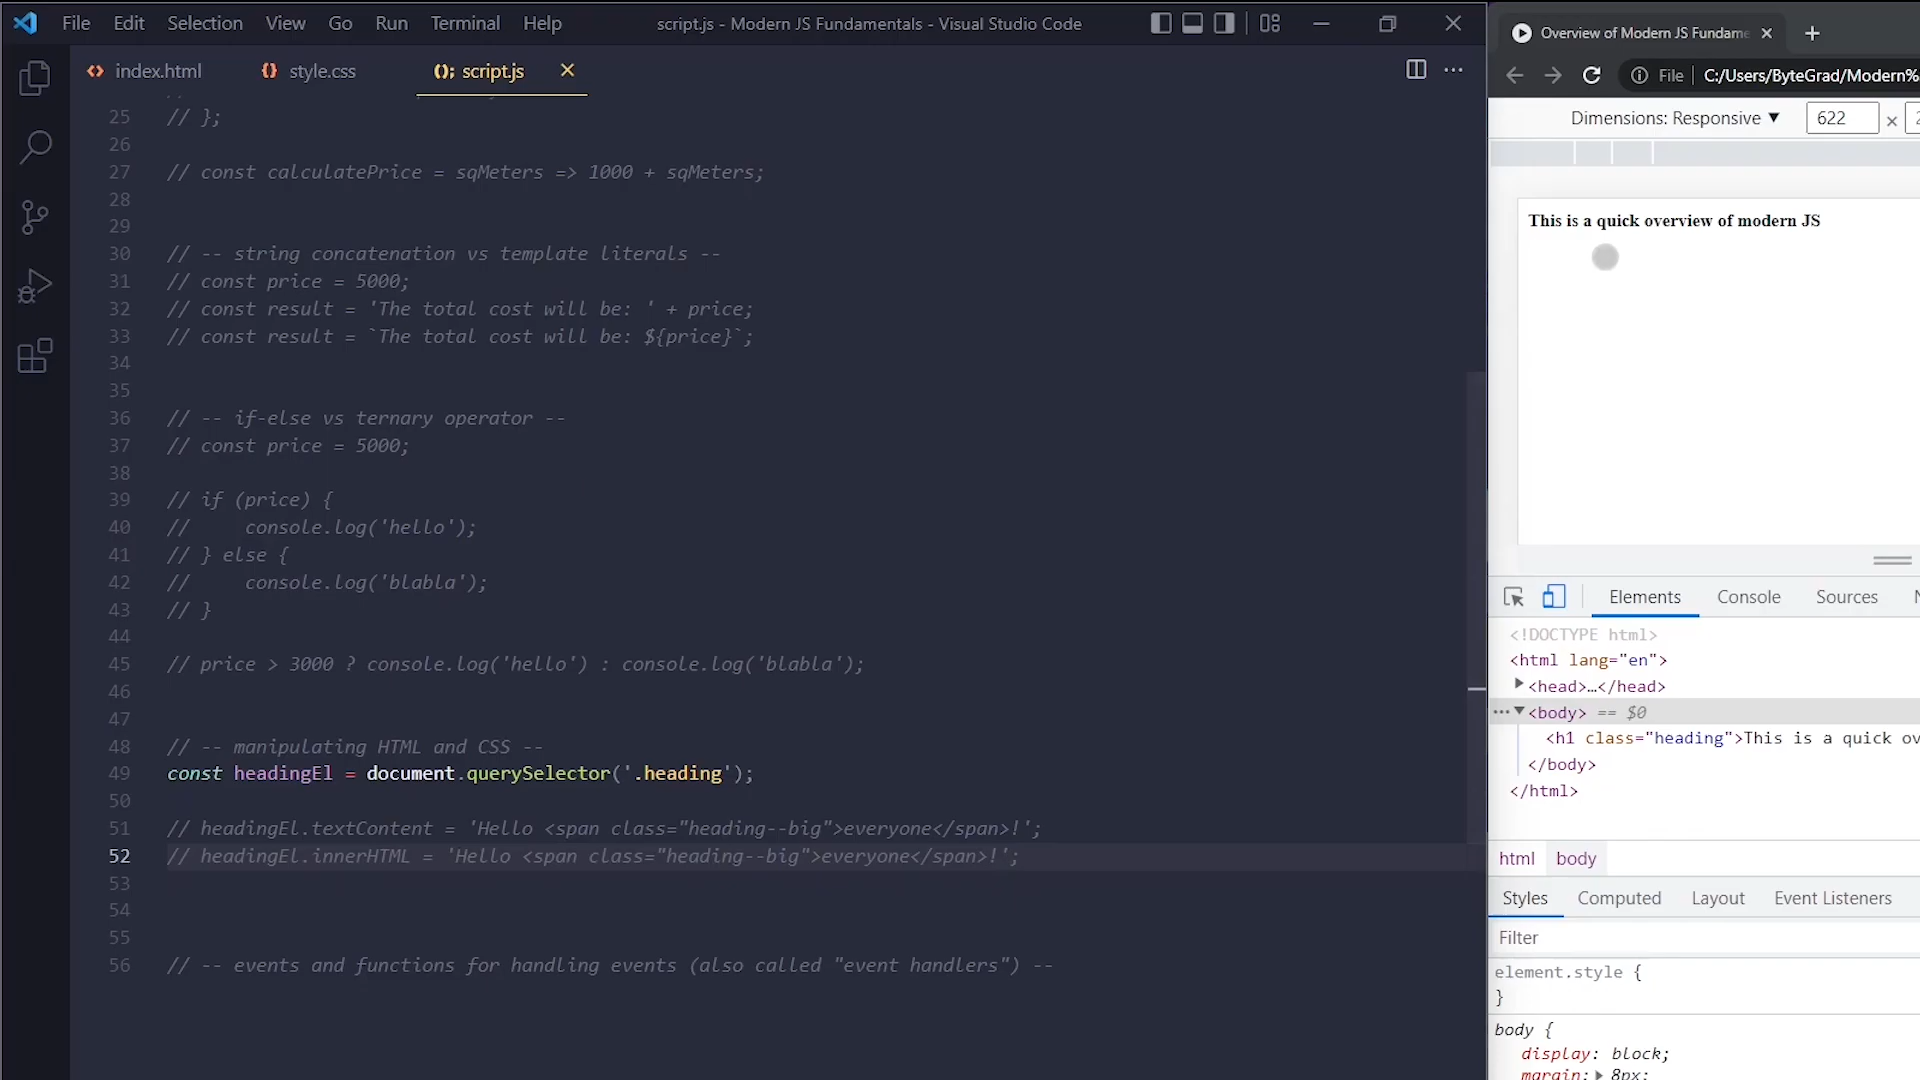 File Edit Selection View Go Run Terminal Help script.js - Modern JS Fundamentals - Visual Studio Code
index.html style.css script.js
25 // };
26
27 // const calculatePrice = sqMeters => 1000 + sqMeters;
28
29
30 // -- string concatenation vs template literals --
31 // const price = 5000;
32 // const result = 'The total cost will be: ' + price;
33 // const result = `The total cost will be: ${price}`;
34
35
36 // -- if-else vs ternary operator --
37 // const price = 5000;
38
39 // if (price) {
40 //     console.log('hello');
41 // } else {
42 //     console.log('blabla');
43 // }
44
45 // price > 3000 ? console.log('hello') : console.log('blabla');
46
47
48 // -- manipulating HTML and CSS --
49 const headingEl = document.querySelector('.heading');
50
51 // headingEl.textContent = 'Hello <span class="heading--big">everyone</span>!';
52 // headingEl.innerHTML = 'Hello <span class="heading--big">everyone</span>!';
53
54
55
56 // -- events and functions for handling events (also called "event handlers") --
Overview of Modern JS Fundame
File C:/Users/ByteGrad/Modern%
Dimensions: Responsive 622 ×
This is a quick overview of modern JS
Elements Console Sources
<!DOCTYPE html>
<html lang="en">
<head>…</head>
<body> == $0
<h1 class="heading">This is a quick ov
</body>
</html>
html body
Styles Computed Layout Event Listeners
Filter
element.style {
}
body {
display: block;
margin: 8px;